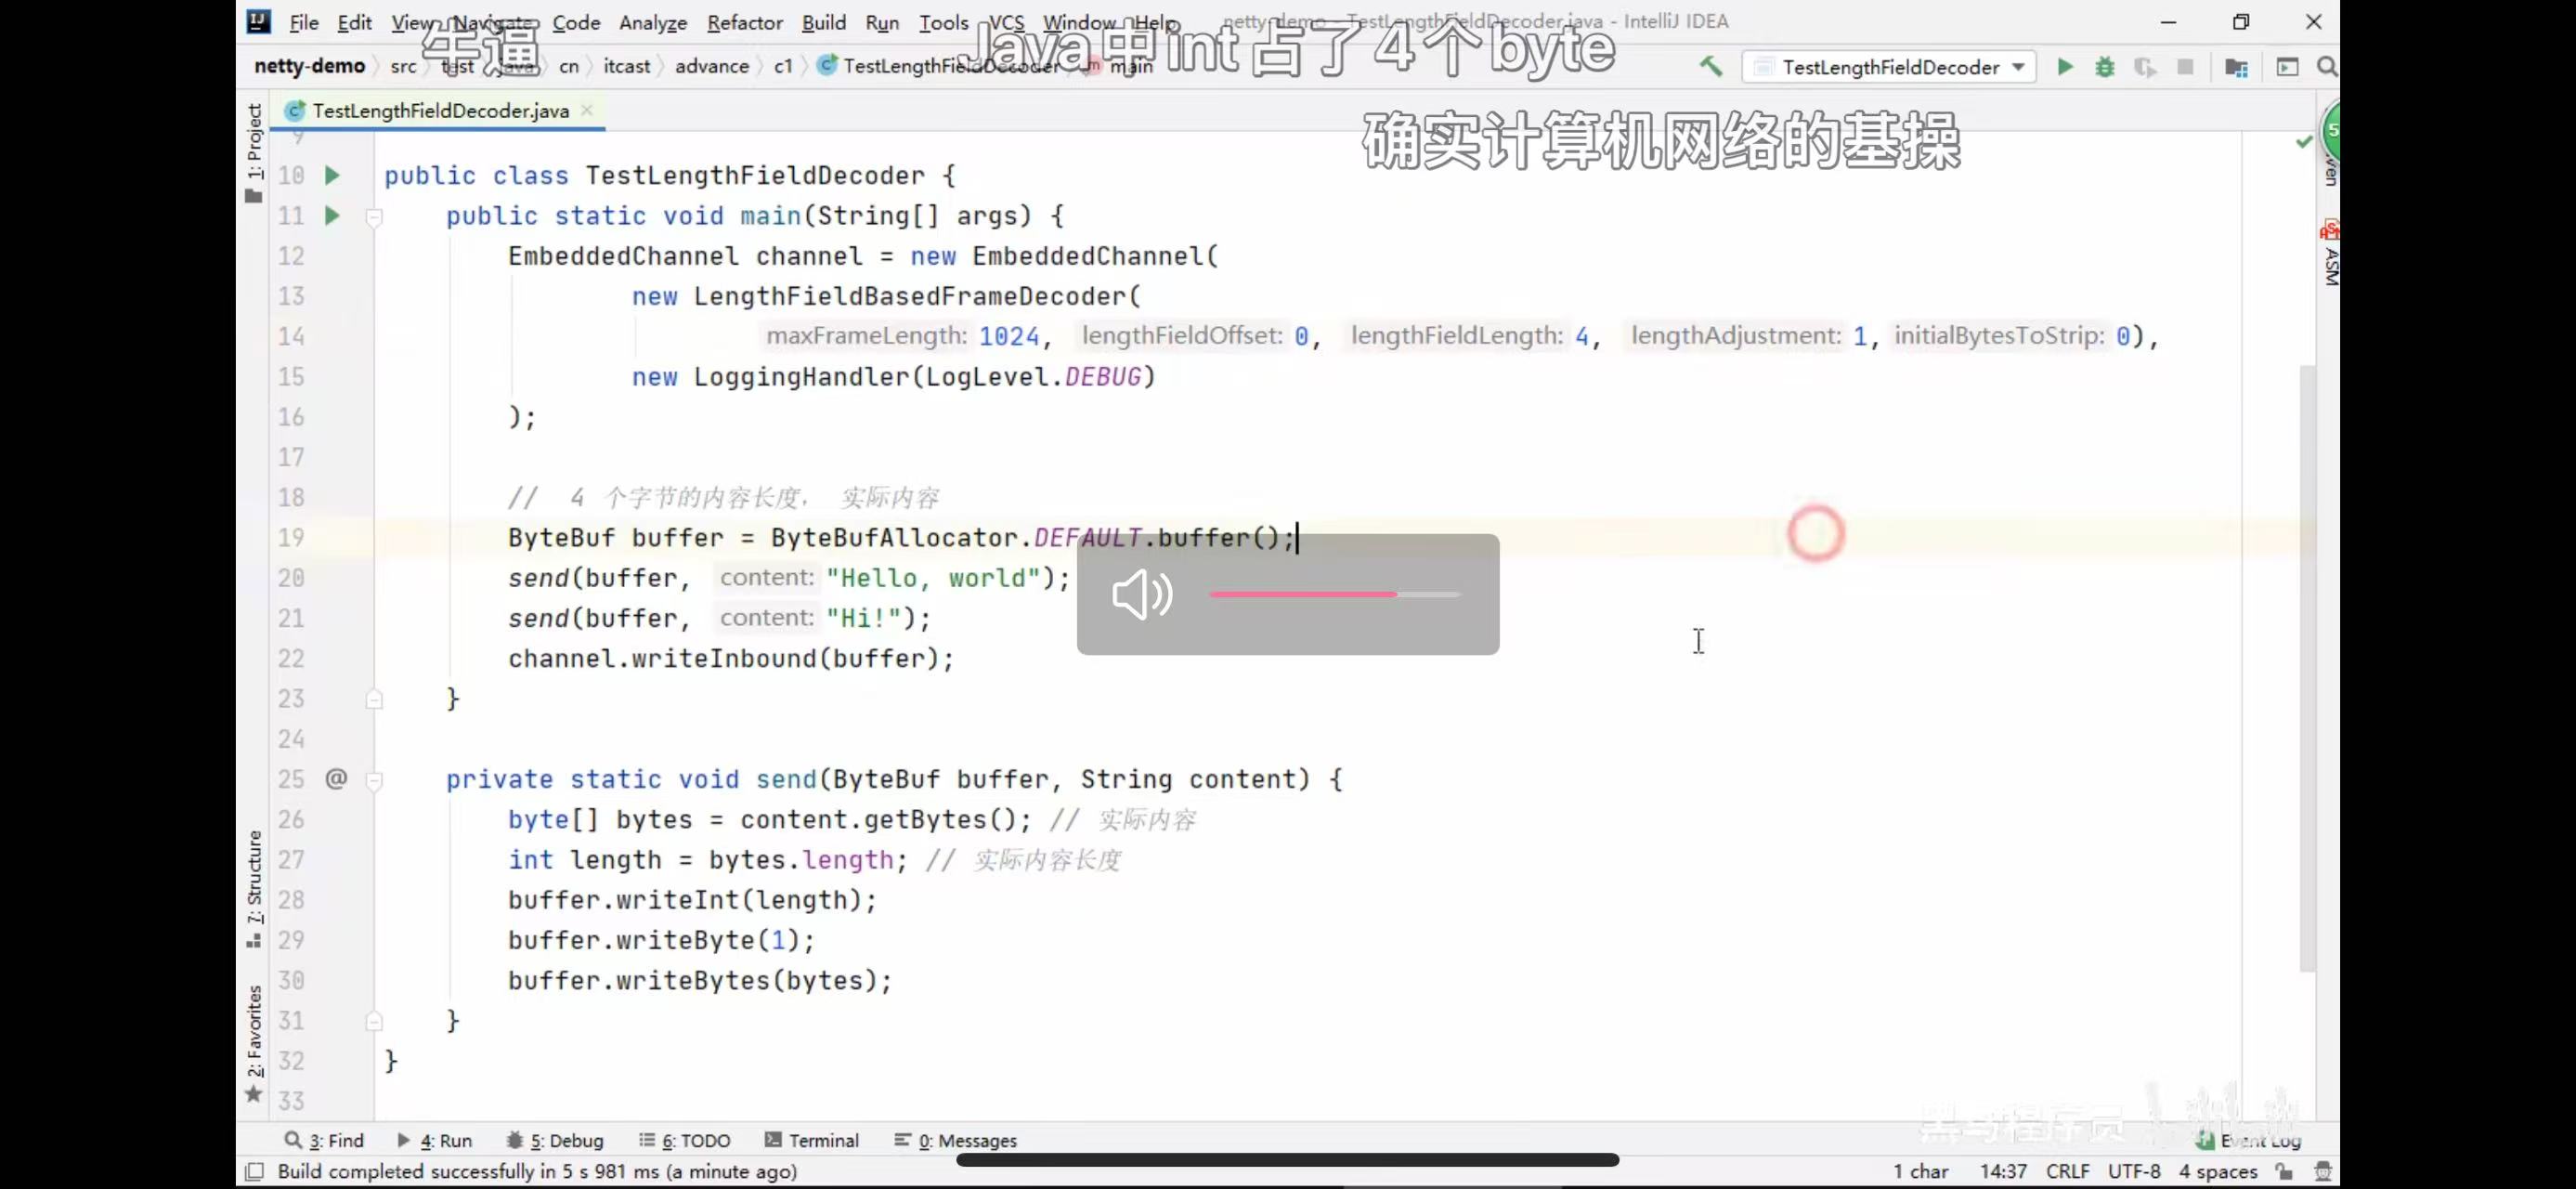 File Edit View Navigate Code Analyze Refactor Build Run Tools VCS Window Help netty-demo - TestLengthFieldDecoder.java - IntelliJ IDEA
牛逼
Java中int占了4个byte
netty-demo src test java cn itcast advance c1 TestLengthFieldDecoder main TestLengthFieldDecoder
确实计算机网络的基操
TestLengthFieldDecoder.java
1: Project
7: Structure
2: Favorites
ASM
9
10 public class TestLengthFieldDecoder {
11 public static void main(String[] args) {
12 EmbeddedChannel channel = new EmbeddedChannel(
13 new LengthFieldBasedFrameDecoder(
14 maxFrameLength: 1024, lengthFieldOffset: 0, lengthFieldLength: 4, lengthAdjustment: 1, initialBytesToStrip: 0),
15 new LoggingHandler(LogLevel.DEBUG)
16 );
17
18 // 4 个字节的内容长度， 实际内容
19 ByteBuf buffer = ByteBufAllocator.DEFAULT.buffer();
20 send(buffer, content: "Hello, world");
21 send(buffer, content: "Hi!");
22 channel.writeInbound(buffer);
23 }
24
25 @ private static void send(ByteBuf buffer, String content) {
26 byte[] bytes = content.getBytes(); // 实际内容
27 int length = bytes.length; // 实际内容长度
28 buffer.writeInt(length);
29 buffer.writeByte(1);
30 buffer.writeBytes(bytes);
31 }
32 }
33
黑马程序员
3: Find 4: Run 5: Debug 6: TODO Terminal 0: Messages Event Log
Build completed successfully in 5 s 981 ms (a minute ago) 1 char 14:37 CRLF UTF-8 4 spaces